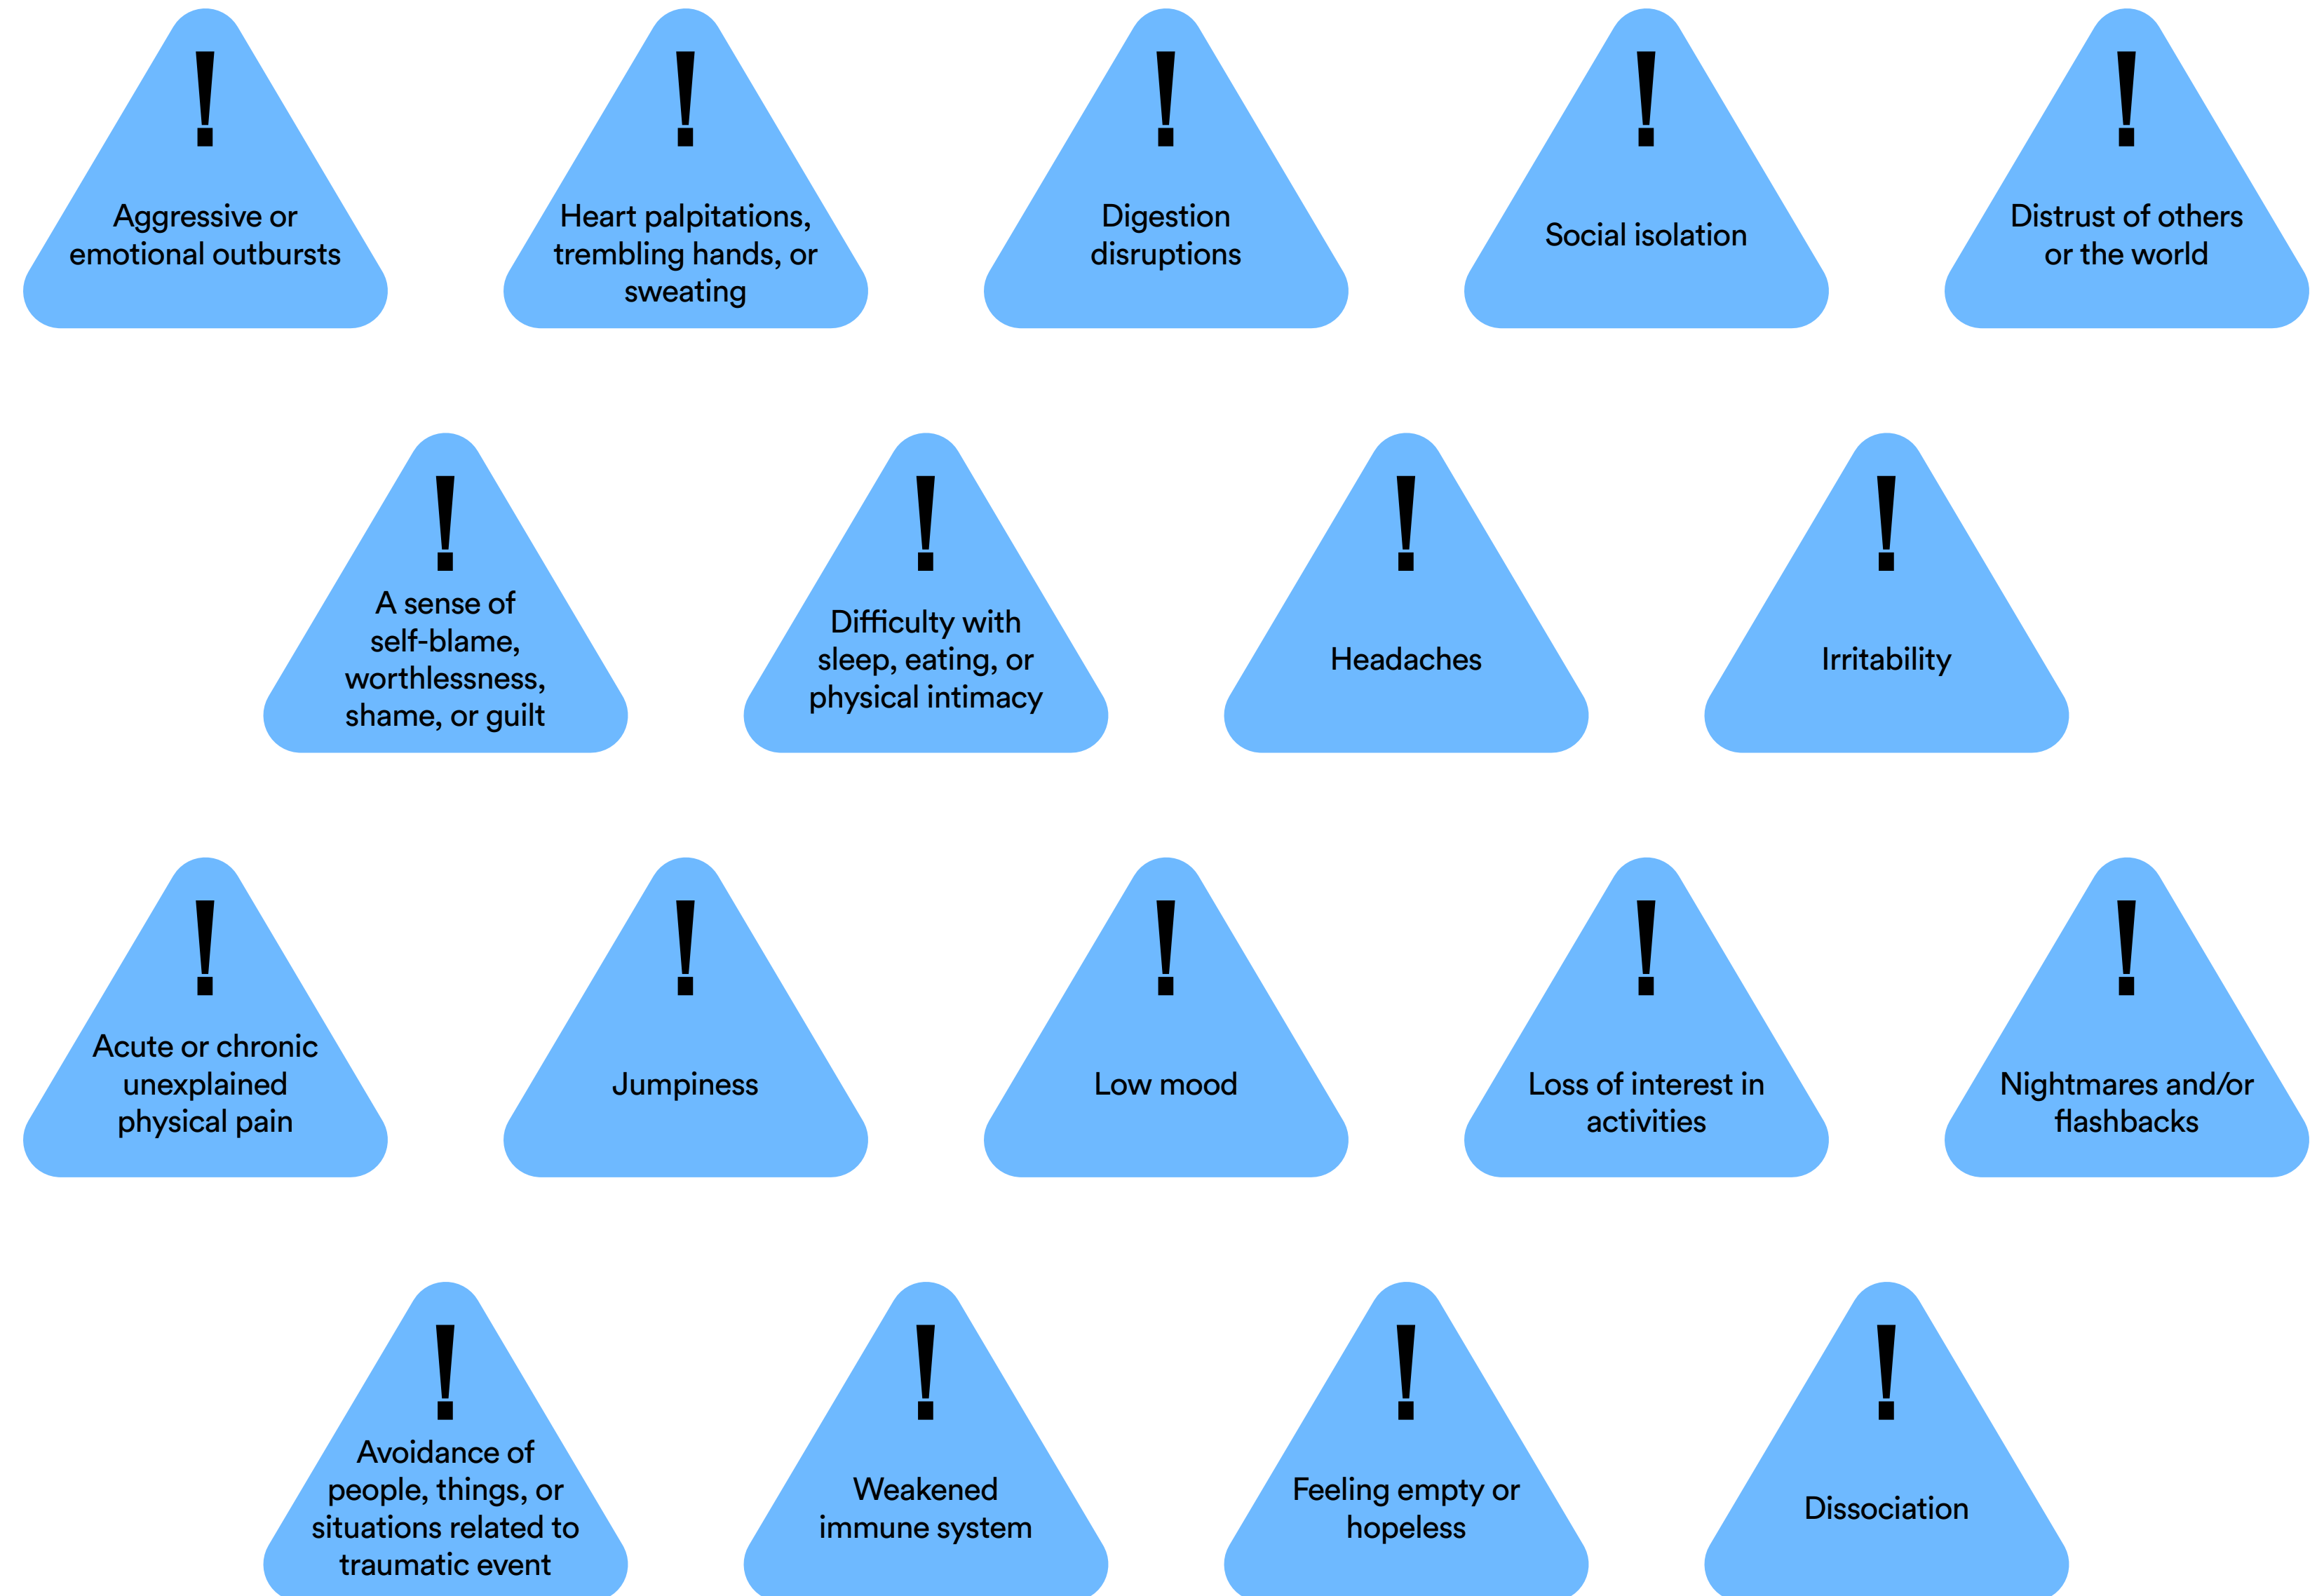 !
Aggressive or
emotional outbursts
!
Heart palpitations,
trembling hands, or
sweating
!
Digestion
disruptions
!
Social isolation
!
Distrust of others
or the world
!
A sense of
self-blame,
worthlessness,
shame, or guilt
!
Difficulty with
sleep, eating, or
physical intimacy
!
Headaches
!
Irritability
!
Acute or chronic
unexplained
physical pain
!
Jumpiness
!
Low mood
!
Loss of interest in
activities
!
Nightmares and/or
flashbacks
!
Avoidance of
people, things, or
situations related to
traumatic event
!
Weakened
immune system
!
Feeling empty or
hopeless
!
Dissociation